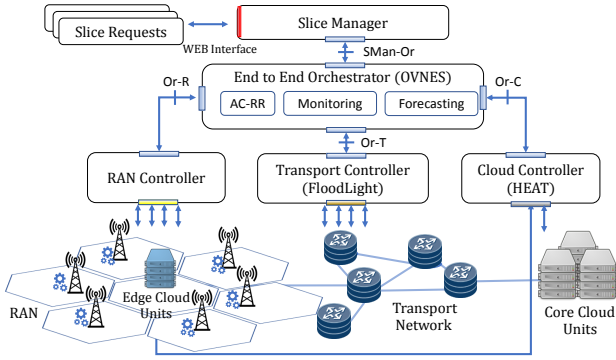 Slice Requests
WEB Interface
Slice Manager
SMan-Or
End to End Orchestrator (OVNES)
AC-RR
Monitoring
Forecasting
Or-R
Or-C
Or-T
RAN Controller
Transport Controller
(FloodLight)
Cloud Controller
(HEAT)
Edge Cloud
Units
RAN
Transport
Network
Core Cloud
Units